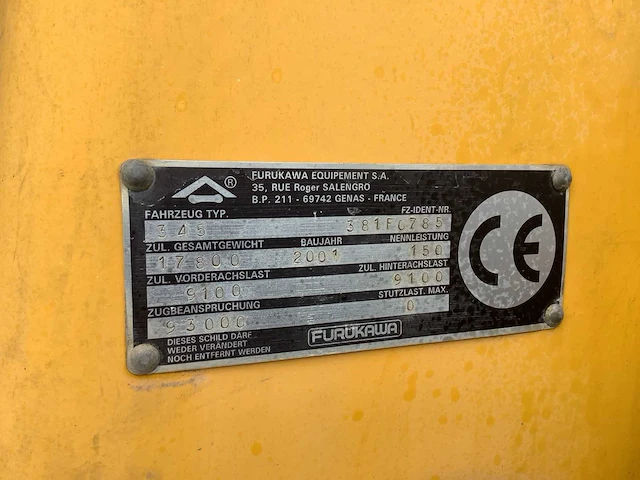 FURUKAWA EQUIPEMENT S.A.
35, RUE Roger SALENGRO
B.P. 211 - 69742 GENAS - FRANCE
®
FAHRZEUG TYP. FZ-IDENT-NR.
345 381F0785
ZUL. GESAMTGEWICHT BAUJAHR NENNLEISTUNG
17800 2001 150
ZUL. VORDERACHSLAST ZUL. HINTERACHSLAST
9100 9100
ZUGBEANSPRUCHUNG STUTZLAST. MAX.
93000 0
DIESES SCHILD DARF
WEDER VERÄNDERT
NOCH ENTFERNT WERDEN
FURUKAWA
CE